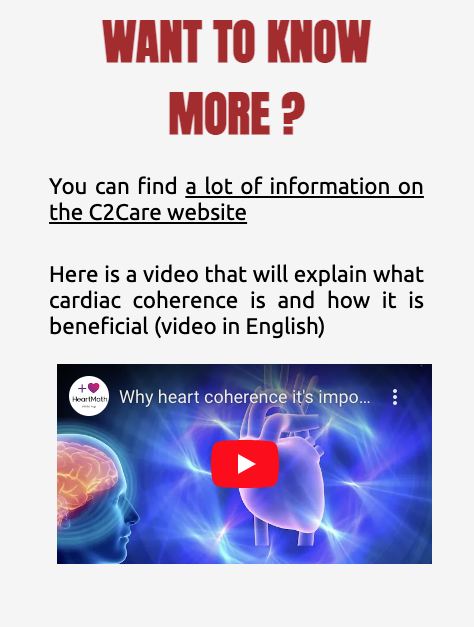 WANT TO KNOW
MORE ?
You can find a lot of information on
the C2Care website
Here is a video that will explain what
cardiac coherence is and how it is
beneficial (video in English)
HeartMath
Why heart coherence it's impo...